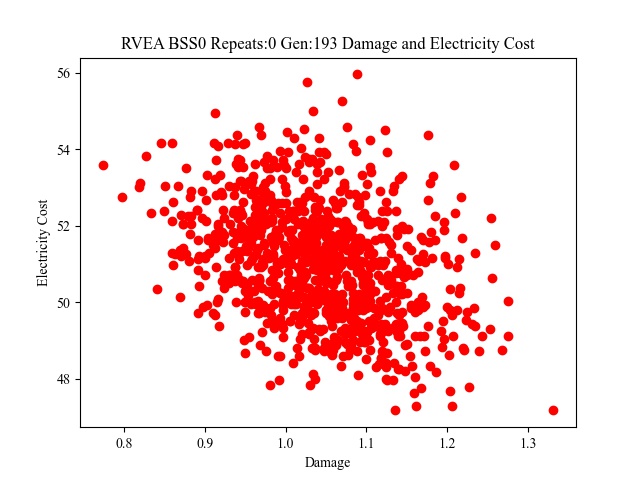 RVEA BSS0 Repeats:0 Gen:193 Damage and Electricity Cost
56
54
52
50
48
Electricity Cost
0.8 0.9 1.0 1.1 1.2 1.3
Damage